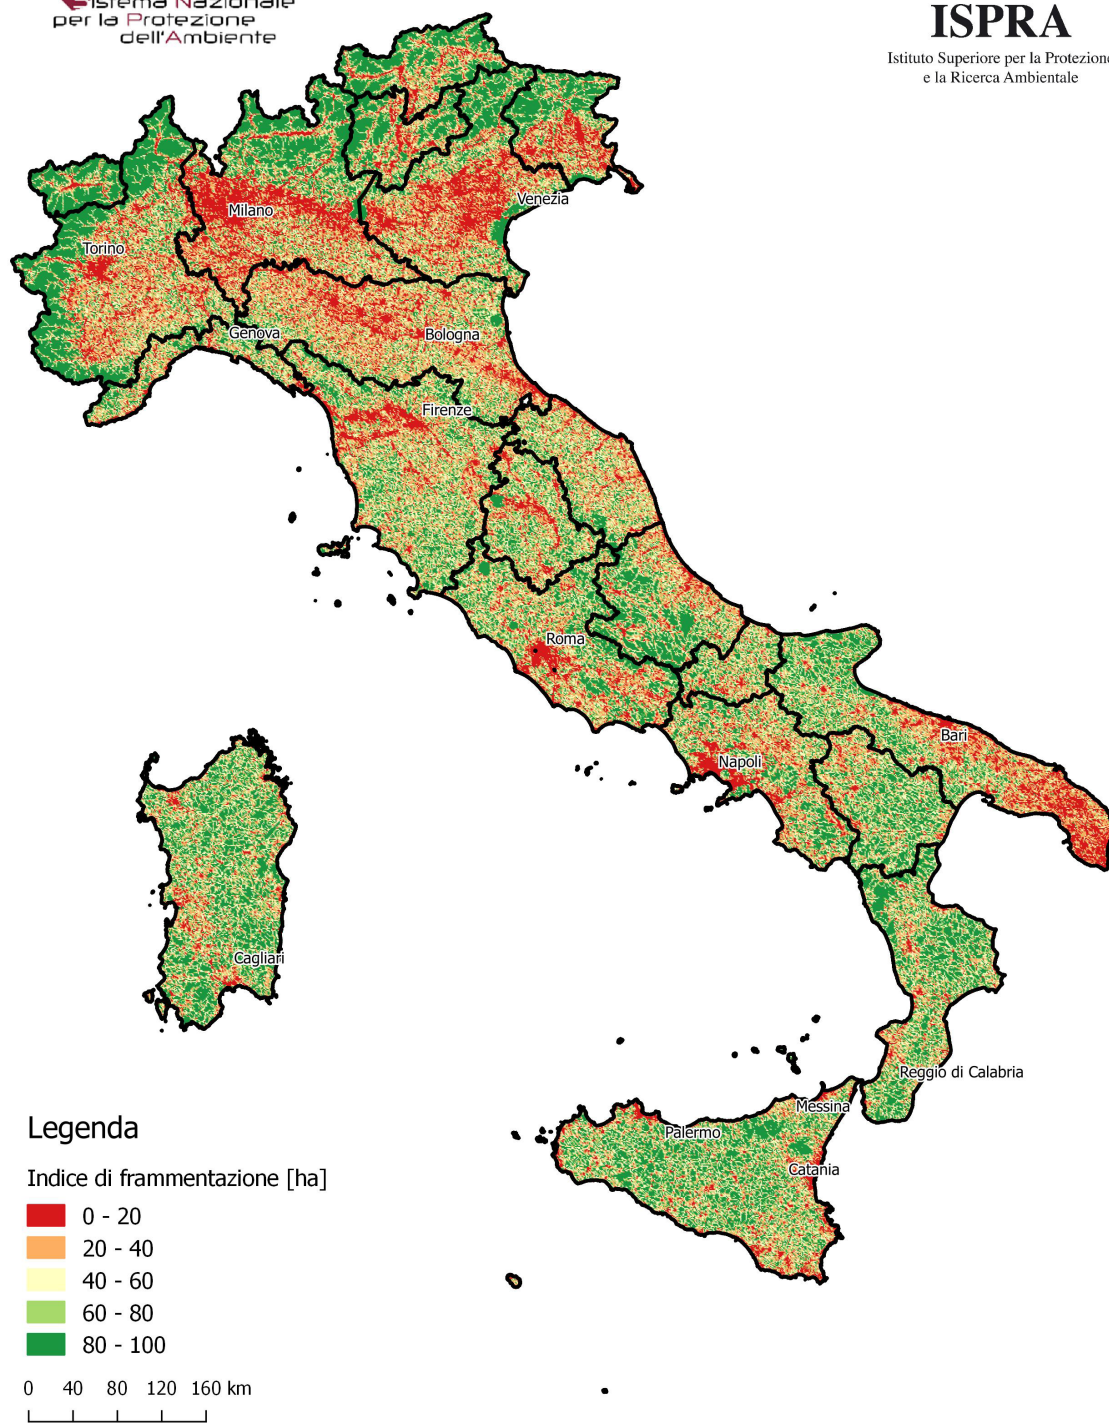 Sistema Nazionale
per la Protezione
dell'Ambiente
ISPRA
Istituto Superiore per la Protezione
e la Ricerca Ambientale
Venezia
Milano
Torino
Genova
Bologna
Firenze
Roma
Bari
Napoli
Cagliari
Reggio di Calabria
Messina
Palermo
Catania
Legenda
Indice di frammentazione [ha]
0 - 20
20 - 40
40 - 60
60 - 80
80 - 100
0 40 80 120 160 km